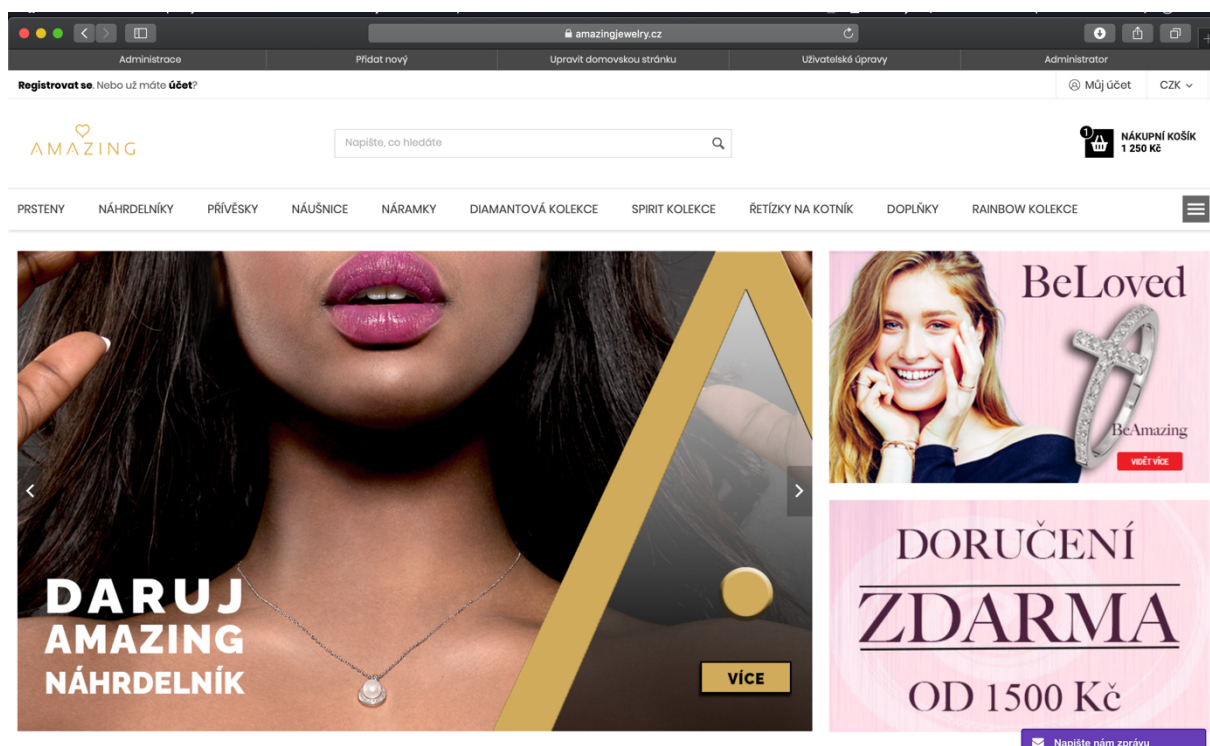 amazingjewelry.cz
Administrace
Přidat nový
Upravit domovskou stránku
Uživatelské úpravy
Administrator
Registrovat se. Nebo už máte účet?
Můj účet
CZK
AMAZING
Napište, co hledáte
1
NÁKUPNÍ KOŠÍK
1 250 Kč
PRSTENY
NÁHRDELNÍKY
PŘÍVĚSKY
NÁUŠNICE
NÁRAMKY
DIAMANTOVÁ KOLEKCE
SPIRIT KOLEKCE
ŘETÍZKY NA KOTNÍK
DOPLŇKY
RAINBOW KOLEKCE
DARUJ
AMAZING
NÁHRDELNÍK
VÍCE
BeLoved
BeAmazing
VIDĚT VÍCE
DORUČENÍ
ZDARMA
OD 1500 Kč
Napište nám zprávu